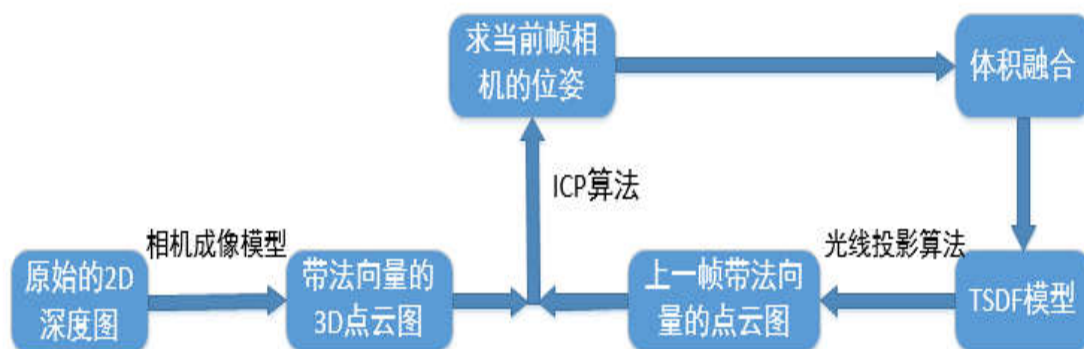 求当前帧相
机的位姿
体积融合
ICP算法
相机成像模型
光线投影算法
原始的2D
深度图
带法向量的
3D点云图
上一帧带法向
量的点云图
TSDF模型